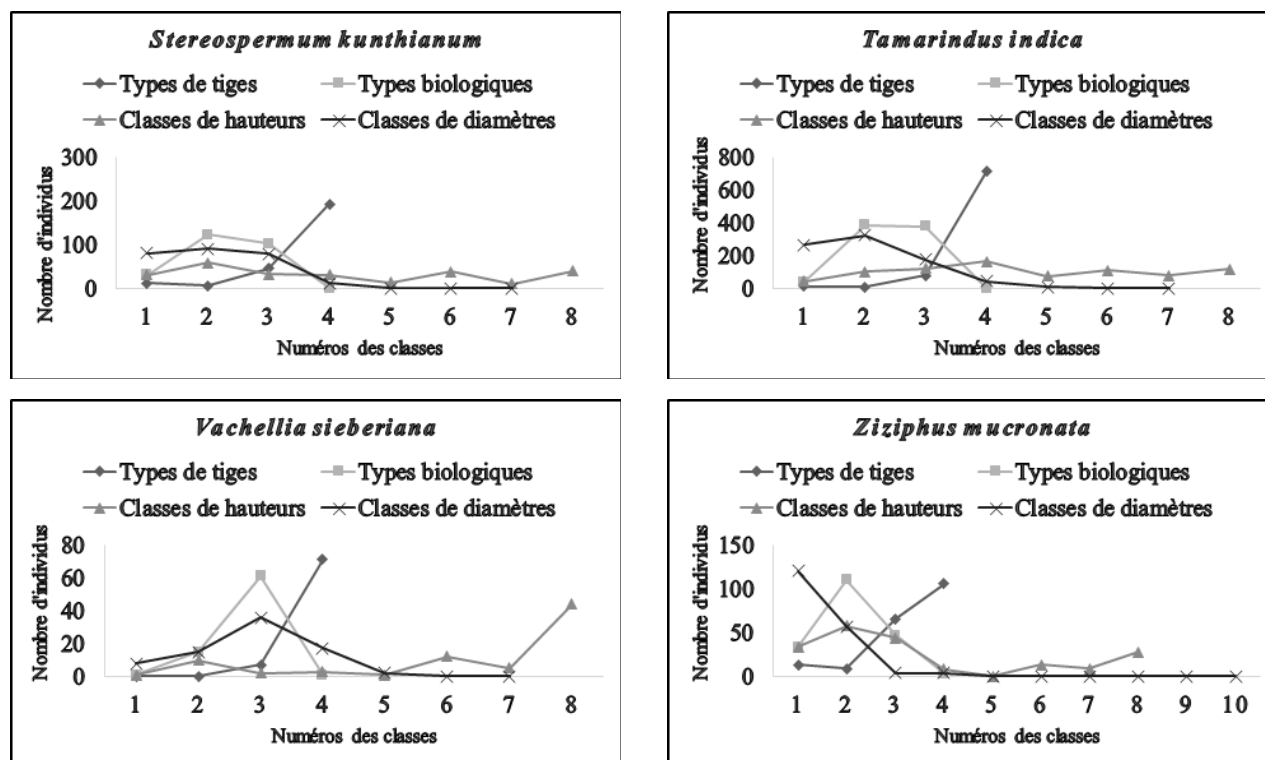 Stereospermum kunthianum
Types de tiges
Types biologiques
Classes de hauteurs
Classes de diamètres
Nombre d'individus
300
200
100
0
1 2 3 4 5 6 7 8
Numéros des classes
Tamarindus indica
Types de tiges
Types biologiques
Classes de hauteurs
Classes de diamètres
Nombre d'individus
800
600
400
200
0
1 2 3 4 5 6 7 8
Numéros des classes
Vachellia sieberiana
Types de tiges
Types biologiques
Classes de hauteurs
Classes de diamètres
Nombre d'individus
80
60
40
20
0
1 2 3 4 5 6 7 8
Numéros des classes
Ziziphus mucronata
Types de tiges
Types biologiques
Classes de hauteurs
Classes de diamètres
Nombre d'individus
150
100
50
0
1 2 3 4 5 6 7 8 9 10
Numéros des classes